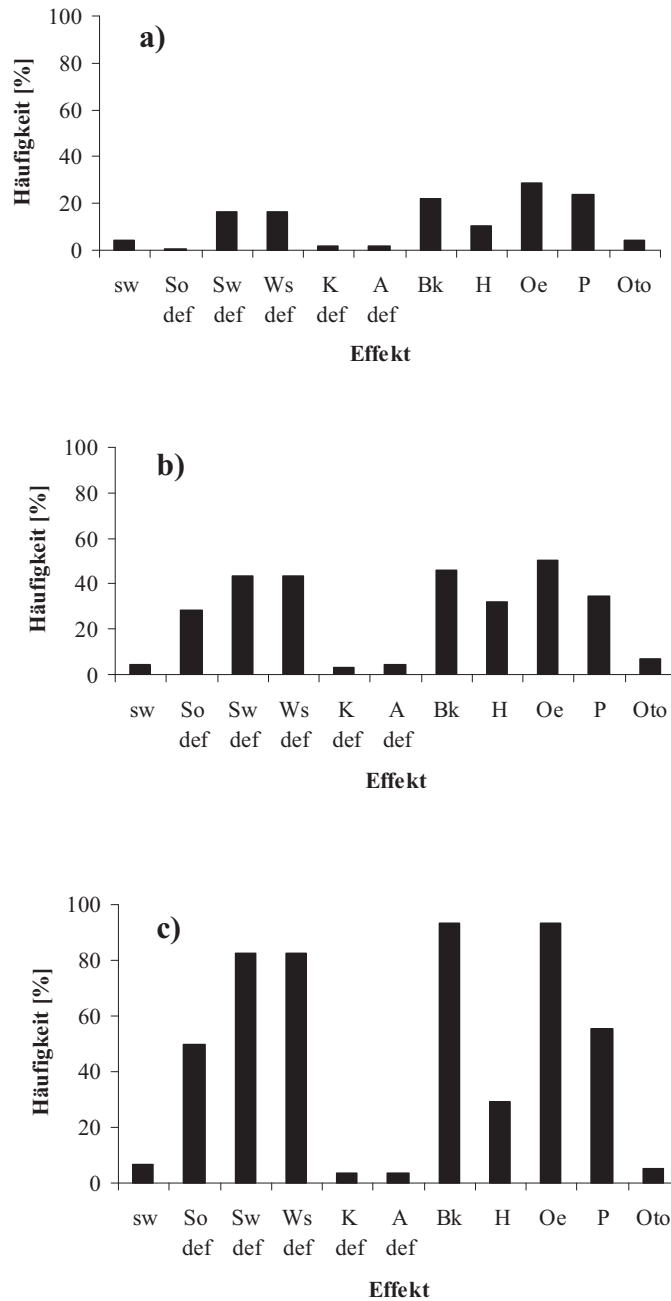 a)
Häufigkeit [%]
100
80
60
40
20
0
sw So Sw Ws K A Bk H Oe P Oto
def def def def def
Effekt
b)
Häufigkeit [%]
100
80
60
40
20
0
sw So Sw Ws K A Bk H Oe P Oto
def def def def def
Effekt
c)
Häufigkeit [%]
100
80
60
40
20
0
sw So Sw Ws K A Bk H Oe P Oto
def def def def def
Effekt